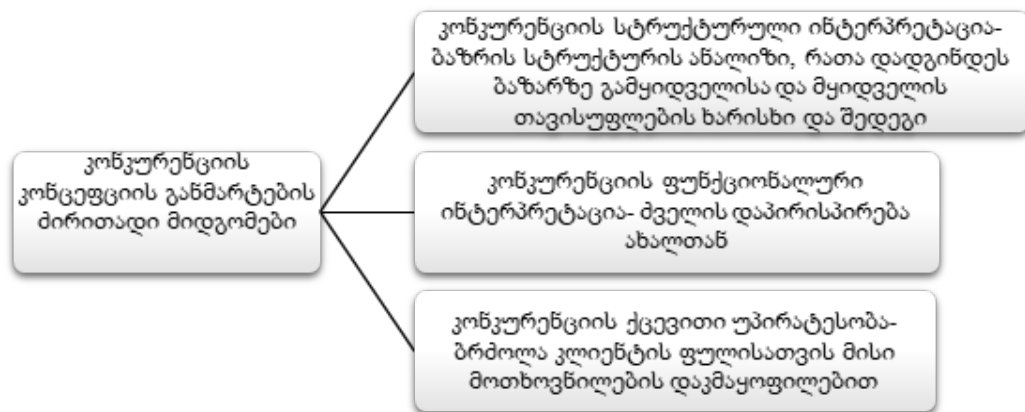 კონკურენციის
კონცეფციის განმარტების
ძირითადი მიდგომები
კონკურენციის სტრუქტურული ინტერპრეტაცია-
ბაზრის სტრუქტურის ანალიზი, რათა დადგინდეს
ბაზარზე გამყიდველისა და მყიდველის
თავისუფლების ხარისხი და შედეგი
კონკურენციის ფუნქციონალური
ინტერპრეტაცია- ძველის დაპირისპირება
ახალთან
კონკურენციის ქცევითი უპირატესობა-
ბრძოლა კლიენტის ფულისათვის მისი
მოთხოვნილების დაკმაყოფილებით